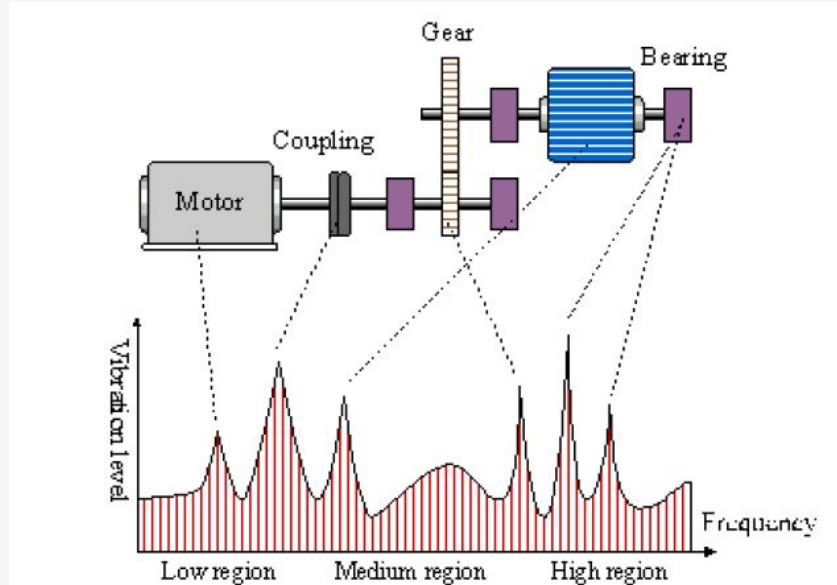 Gear
Bearing
Coupling
Motor
Vibration level
Frequency
Low region
Medium region
High region